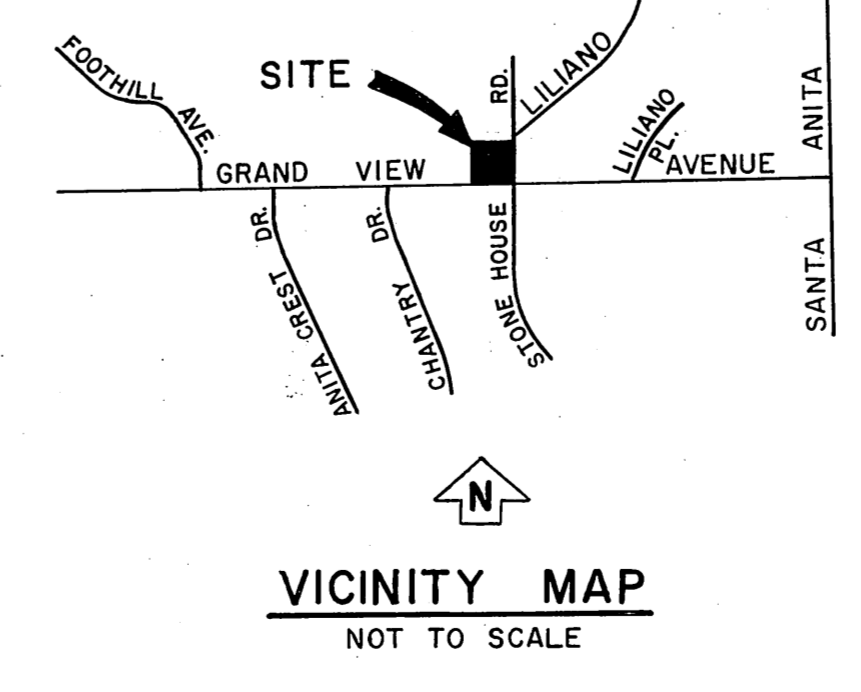 FOOTHILL AVE.
SITE
RD.
LILIANO
LILIANO PL.
ANITA
GRAND VIEW AVENUE
DR.
DR.
STONE HOUSE
SANTA
ANITA CREST
CHANTRY
N
VICINITY MAP
NOT TO SCALE